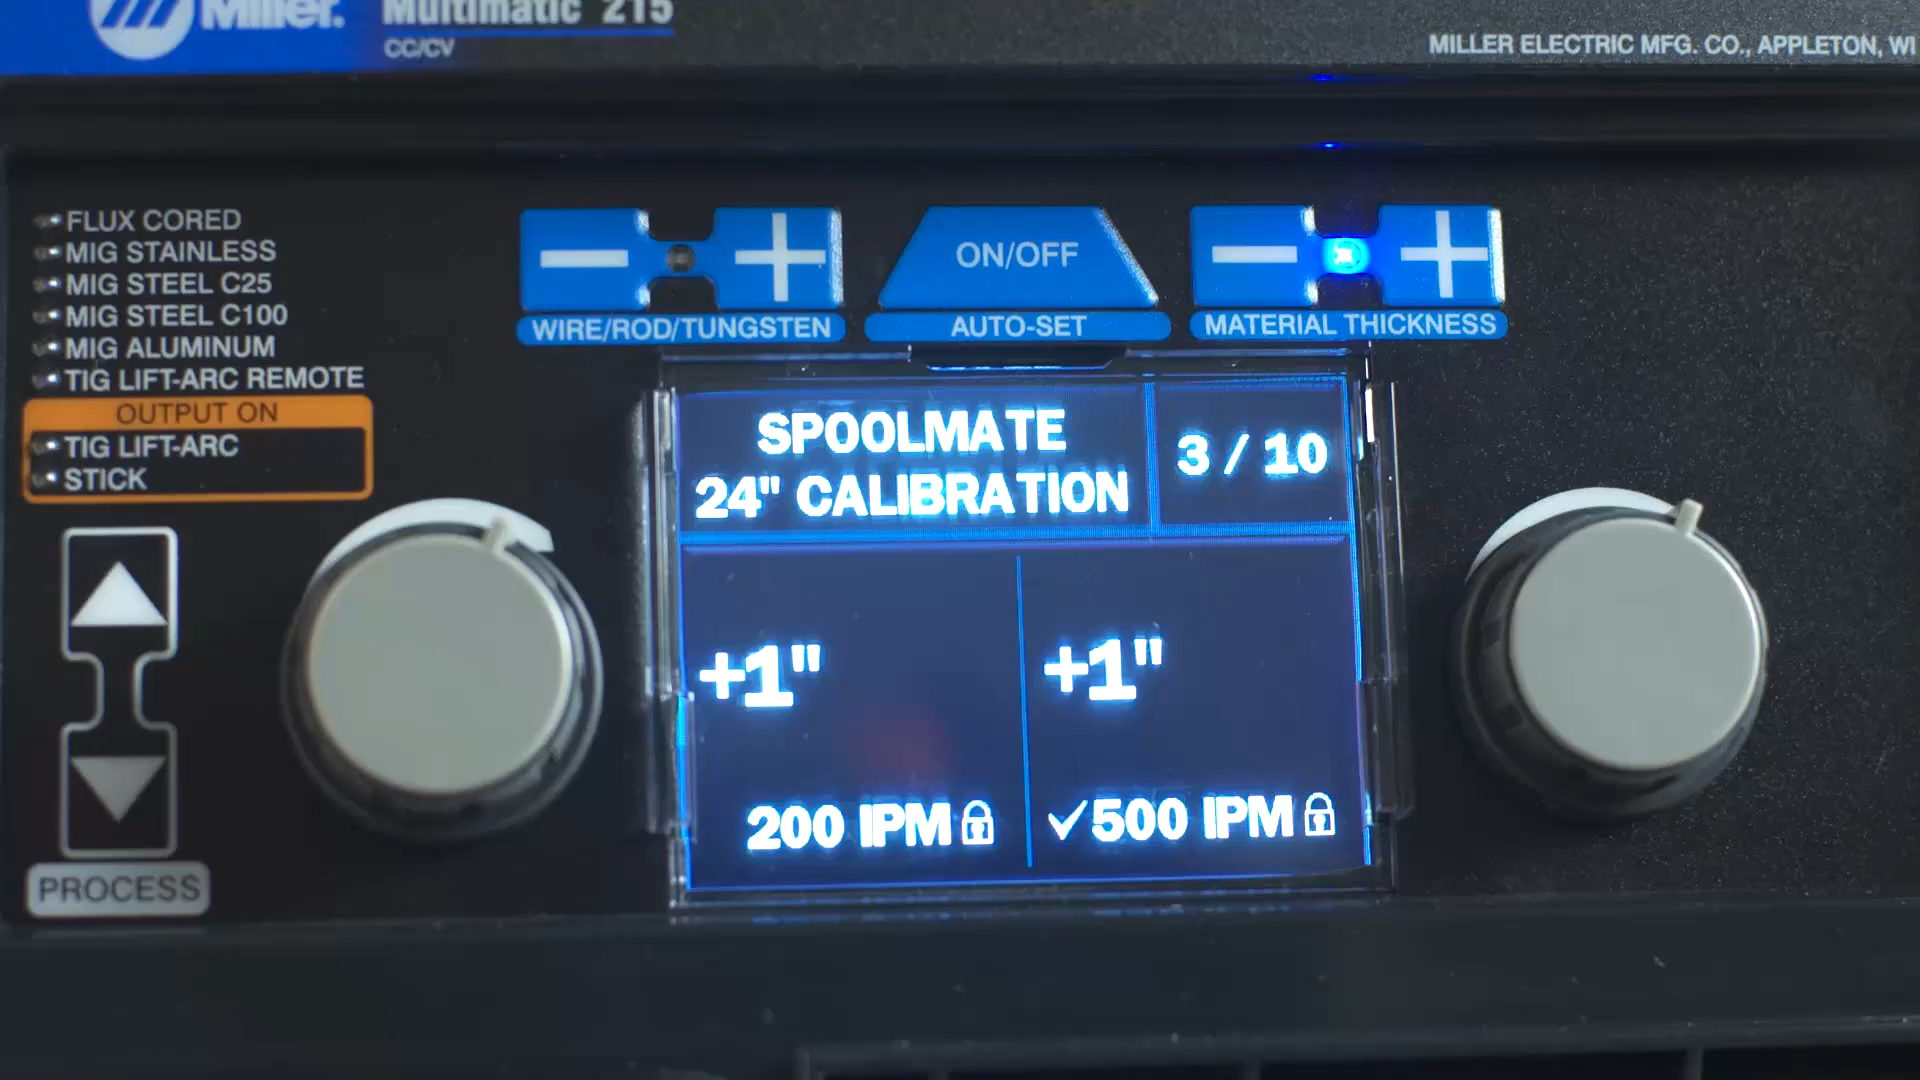 Miller.
Multimatic 215
CC/CV
MILLER ELECTRIC MFG. CO., APPLETON, WI
FLUX CORED
MIG STAINLESS
MIG STEEL C25
MIG STEEL C100
MIG ALUMINUM
TIG LIFT-ARC REMOTE
OUTPUT ON
TIG LIFT-ARC
STICK
PROCESS
WIRE/ROD/TUNGSTEN
ON/OFF
AUTO-SET
MATERIAL THICKNESS
SPOOLMATE
24" CALIBRATION
3 / 10
+1"
200 IPM
+1"
✓500 IPM